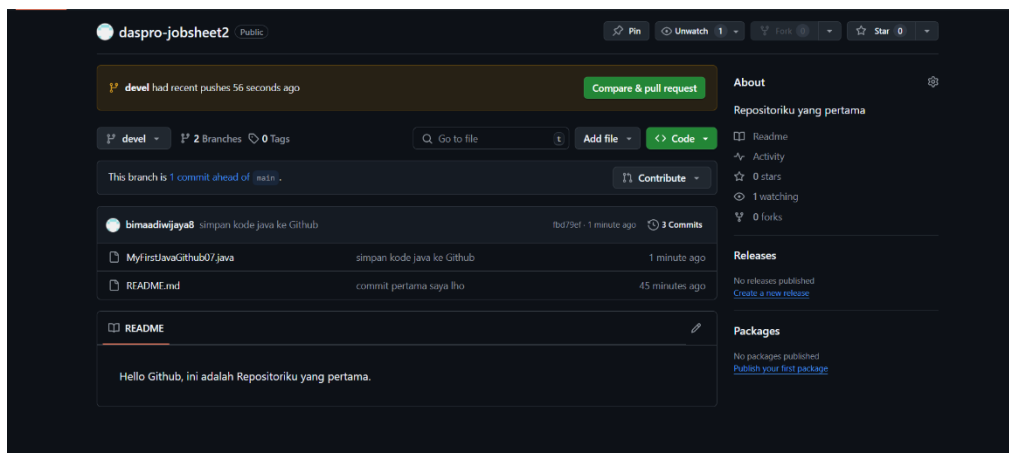 daspro-jobsheet2 Public
Pin
Unwatch 1
Fork 0
Star 0
devel had recent pushes 56 seconds ago
Compare & pull request
devel
2 Branches
0 Tags
Go to file t
Add file
<> Code
This branch is 1 commit ahead of main .
Contribute
bimaadiwijaya8 simpan kode java ke Github
fbd79ef · 1 minute ago
3 Commits
MyFirstJavaGithub07.java simpan kode java ke Github 1 minute ago
README.md commit pertama saya lho 45 minutes ago
README
Hello Github, ini adalah Repositoriku yang pertama.
About
Repositoriku yang pertama
Readme
Activity
0 stars
1 watching
0 forks
Releases
No releases published
Create a new release
Packages
No packages published
Publish your first package